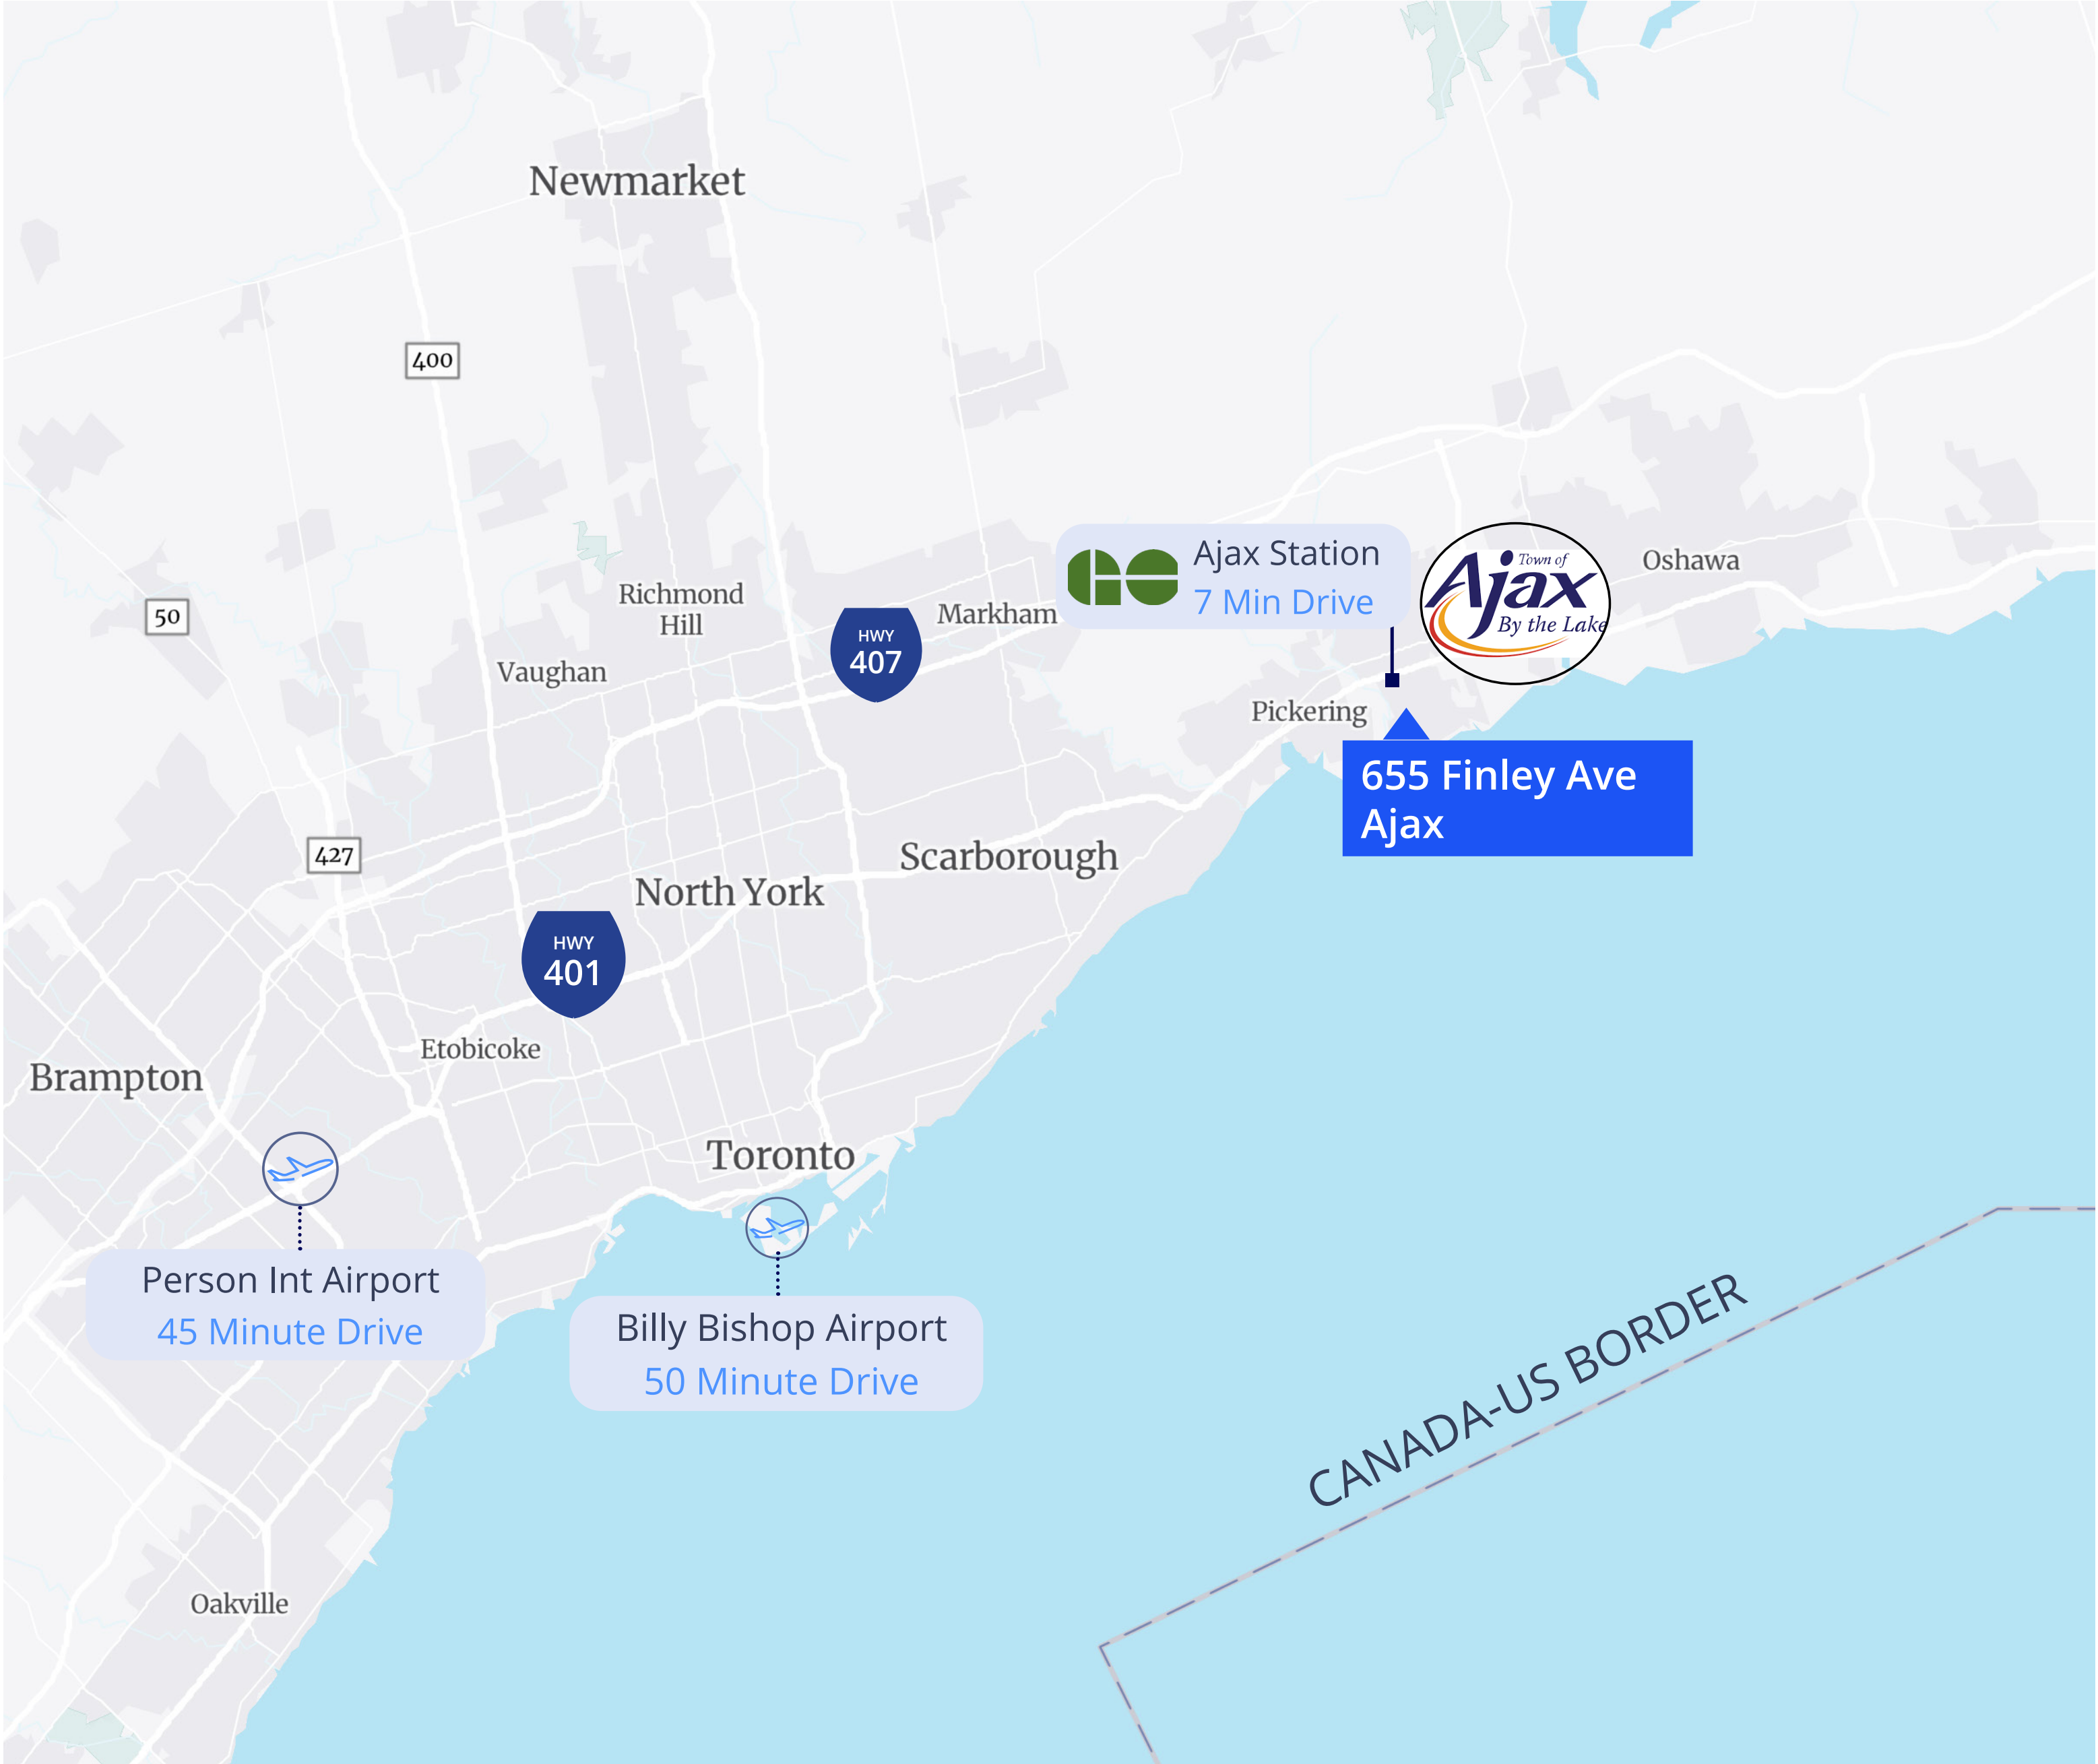 Newmarket
400
Ajax Station
7 Min Drive
Town of
Ajax
By the Lake
Oshawa
50
Richmond
Hill
HWY
407
Markham
Vaughan
Pickering
655 Finley Ave
Ajax
427
Scarborough
North York
HWY
401
Etobicoke
Brampton
Toronto
Person Int Airport
45 Minute Drive
Billy Bishop Airport
50 Minute Drive
CANADA-US BORDER
Oakville